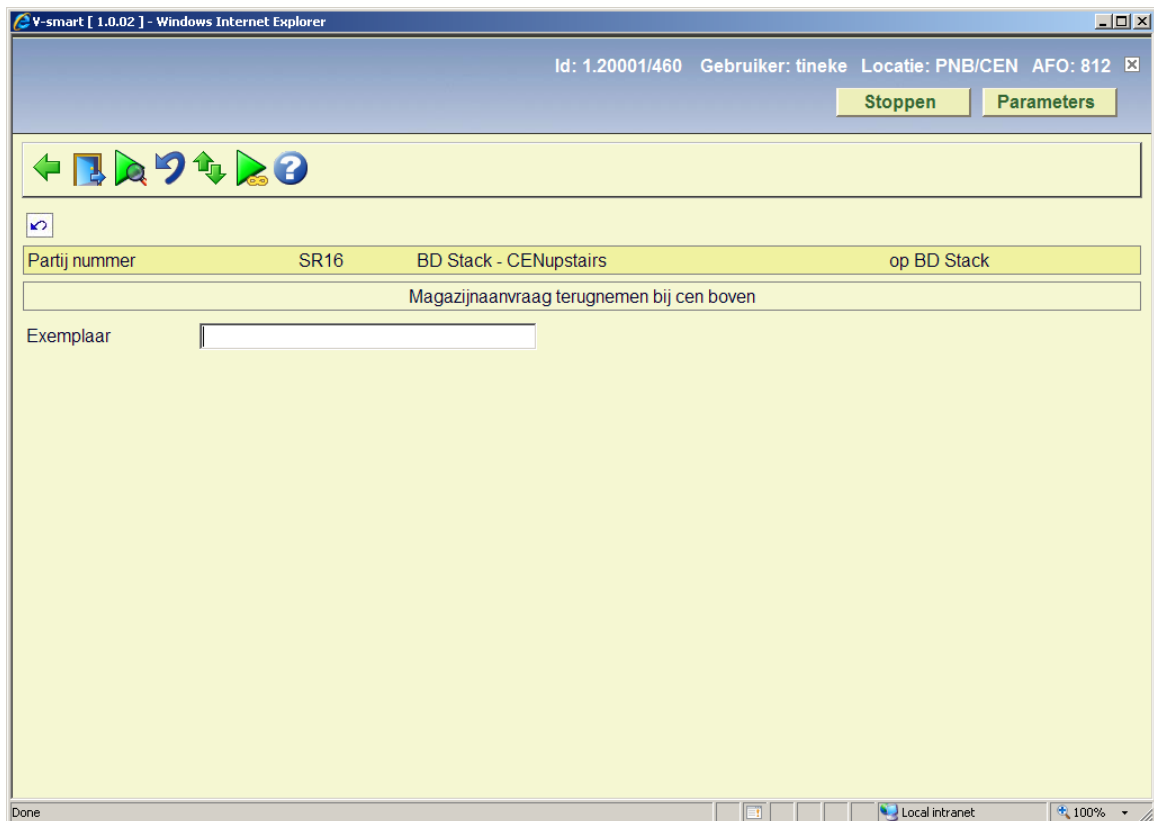 V-smart [ 1.0.02 ] - Windows Internet Explorer
Id: 1.20001/460 Gebruiker: tineke Locatie: PNB/CEN AFO: 812
Stoppen Parameters
Partij nummer SR16 BD Stack - CENupstairs op BD Stack
Magazijnaanvraag terugnemen bij cen boven
Exemplaar
Done Local intranet 100%